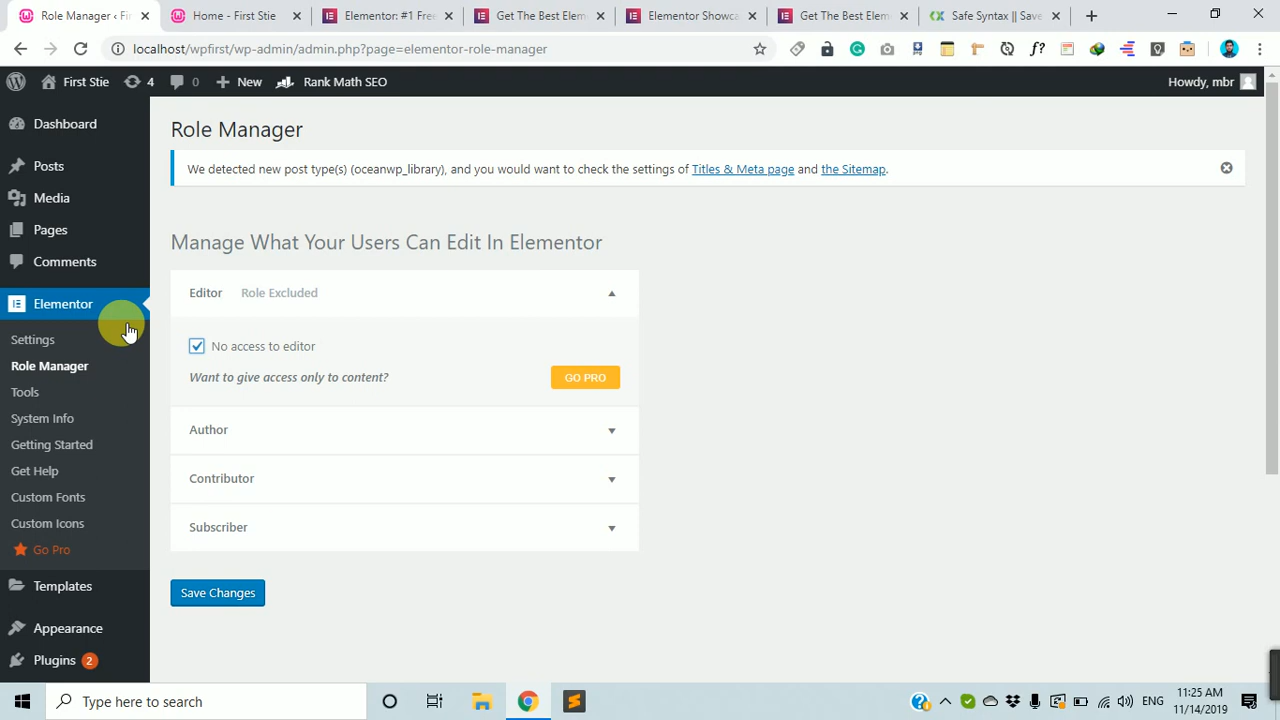 Role Manager ‹ Fi
Home - First Stie
Elementor: #1 Fre
Get The Best Elem
Elementor Showca
Get The Best Elem
Safe Syntax || Save
localhost/wpfirst/wp-admin/admin.php?page=elementor-role-manager
First Stie
4
0
New
Rank Math SEO
Howdy, mbr
Dashboard
Posts
Media
Pages
Comments
Elementor
Settings
Role Manager
Tools
System Info
Getting Started
Get Help
Custom Fonts
Custom Icons
Go Pro
Templates
Appearance
Plugins 2
Role Manager
We detected new post type(s) (oceanwp_library), and you would want to check the settings of Titles & Meta page and the Sitemap.
Manage What Your Users Can Edit In Elementor
Editor Role Excluded
No access to editor
Want to give access only to content?
GO PRO
Author
Contributor
Subscriber
Save Changes
Type here to search
ENG
11:25 AM
11/14/2019